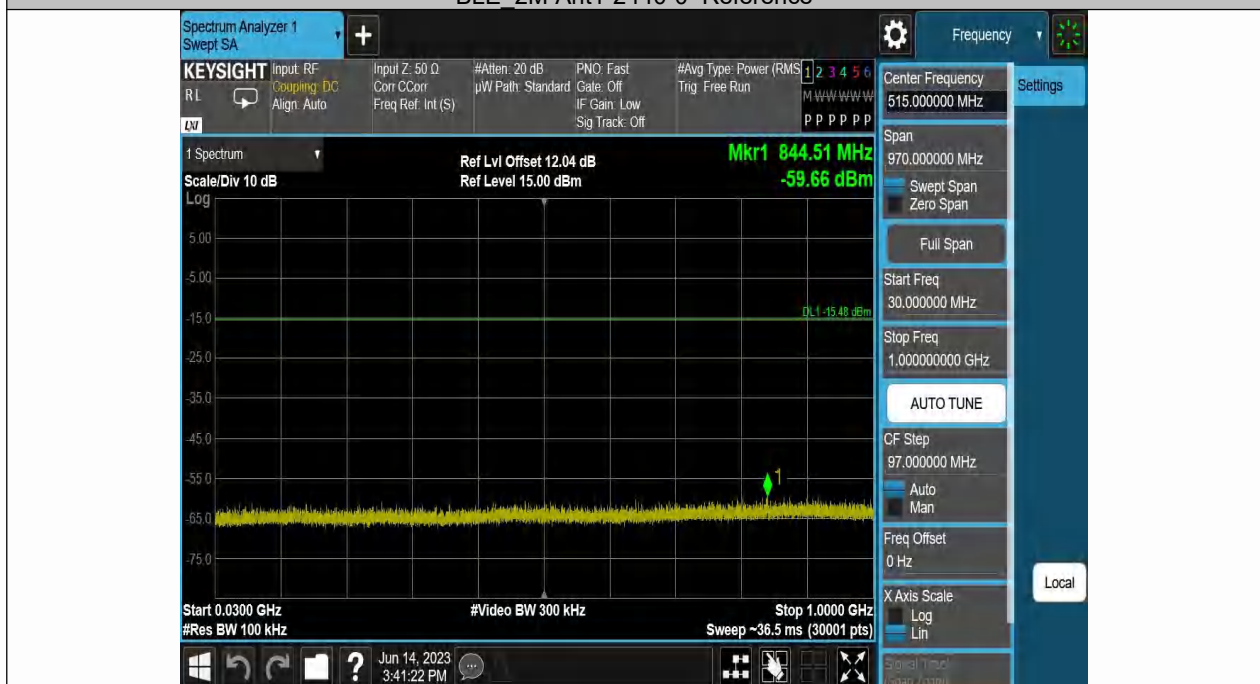 Spectrum Analyzer 1
Swept SA
+
Frequency
KEYSIGHT
RL
LXI
Input: RF
Coupling: DC
Align: Auto
Input Z: 50 Ω
Corr CCorr
Freq Ref: Int (S)
#Atten: 20 dB
µW Path: Standard
PNO: Fast
Gate: Off
IF Gain: Low
Sig Track: Off
#Avg Type: Power (RMS
Trig: Free Run
1 2 3 4 5 6
M W W W W W
P P P P P P
1 Spectrum
Scale/Div 10 dB
Log
Ref Lvl Offset 12.04 dB
Ref Level 15.00 dBm
Mkr1 844.51 MHz
-59.66 dBm
5.00
-5.00
-15.0
DL1 -15.48 dBm
-25.0
-35.0
-45.0
-55.0
1
-65.0
-75.0
Start 0.0300 GHz
#Res BW 100 kHz
#Video BW 300 kHz
Stop 1.0000 GHz
Sweep ~36.5 ms (30001 pts)
Center Frequency
515.000000 MHz
Settings
Span
970.000000 MHz
Swept Span
Zero Span
Full Span
Start Freq
30.000000 MHz
Stop Freq
1.000000000 GHz
AUTO TUNE
CF Step
97.000000 MHz
Auto
Man
Freq Offset
0 Hz
X Axis Scale
Log
Lin
Local
?
Jun 14, 2023
3:41:22 PM